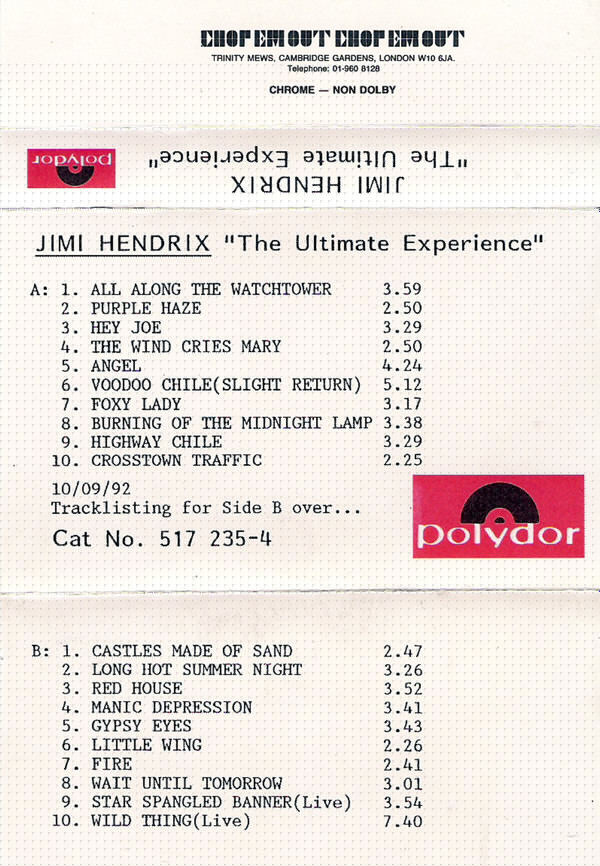 CHOP EM OUT CHOP EM OUT
TRINITY MEWS, CAMBRIDGE GARDENS, LONDON W10 6JA.
Telephone: 01-960 8128
CHROME — NON DOLBY
polydor
"The Ultimate Experience"
JIMI HENDRIX
JIMI HENDRIX "The Ultimate Experience"
A: 1. ALL ALONG THE WATCHTOWER 3.59
2. PURPLE HAZE 2.50
3. HEY JOE 3.29
4. THE WIND CRIES MARY 2.50
5. ANGEL 4.24
6. VOODOO CHILE(SLIGHT RETURN) 5.12
7. FOXY LADY 3.17
8. BURNING OF THE MIDNIGHT LAMP 3.38
9. HIGHWAY CHILE 3.29
10. CROSSTOWN TRAFFIC 2.25
10/09/92
Tracklisting for Side B over...
Cat No. 517 235-4
polydor
B: 1. CASTLES MADE OF SAND 2.47
2. LONG HOT SUMMER NIGHT 3.26
3. RED HOUSE 3.52
4. MANIC DEPRESSION 3.41
5. GYPSY EYES 3.43
6. LITTLE WING 2.26
7. FIRE 2.41
8. WAIT UNTIL TOMORROW 3.01
9. STAR SPANGLED BANNER(Live) 3.54
10. WILD THING(Live) 7.40